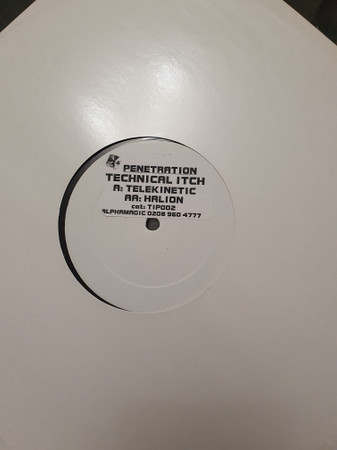 PENETRATION
TECHNICAL ITCH
A: TELEKINETIC
AA: HALION
cat: TIP002
ALPHAMAGIC 0208 960 4777